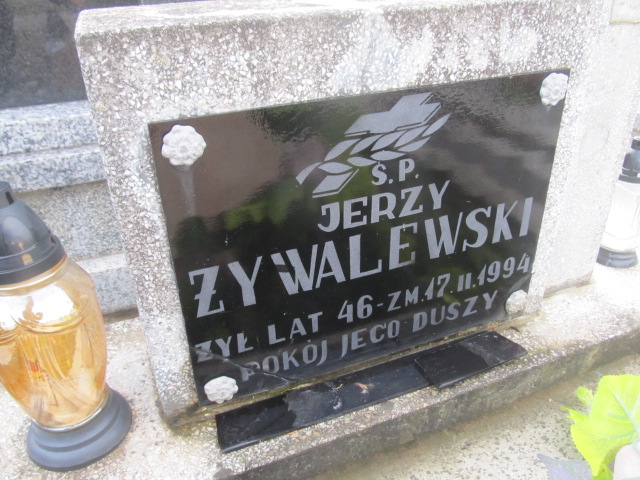 Ś.P.
JERZY
ŻYWALEWSKI
ŻYŁ LAT 46-ZM.17.II.1994
POKÓJ JEGO DUSZY